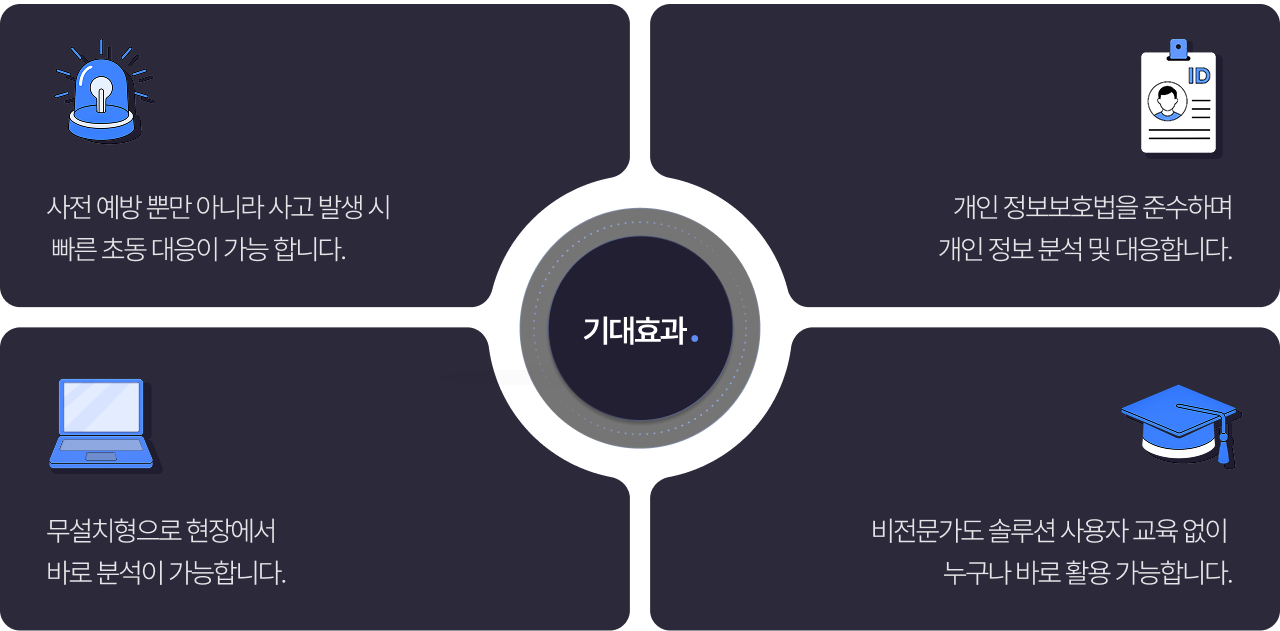 사전 예방 뿐만 아니라 사고 발생 시
빠른 초동 대응이 가능 합니다.
ID
개인 정보보호법을 준수하며
개인 정보 분석 및 대응합니다.
기대효과.
무설치형으로 현장에서
바로 분석이 가능합니다.
비전문가도 솔루션 사용자 교육 없이
누구나 바로 활용 가능합니다.